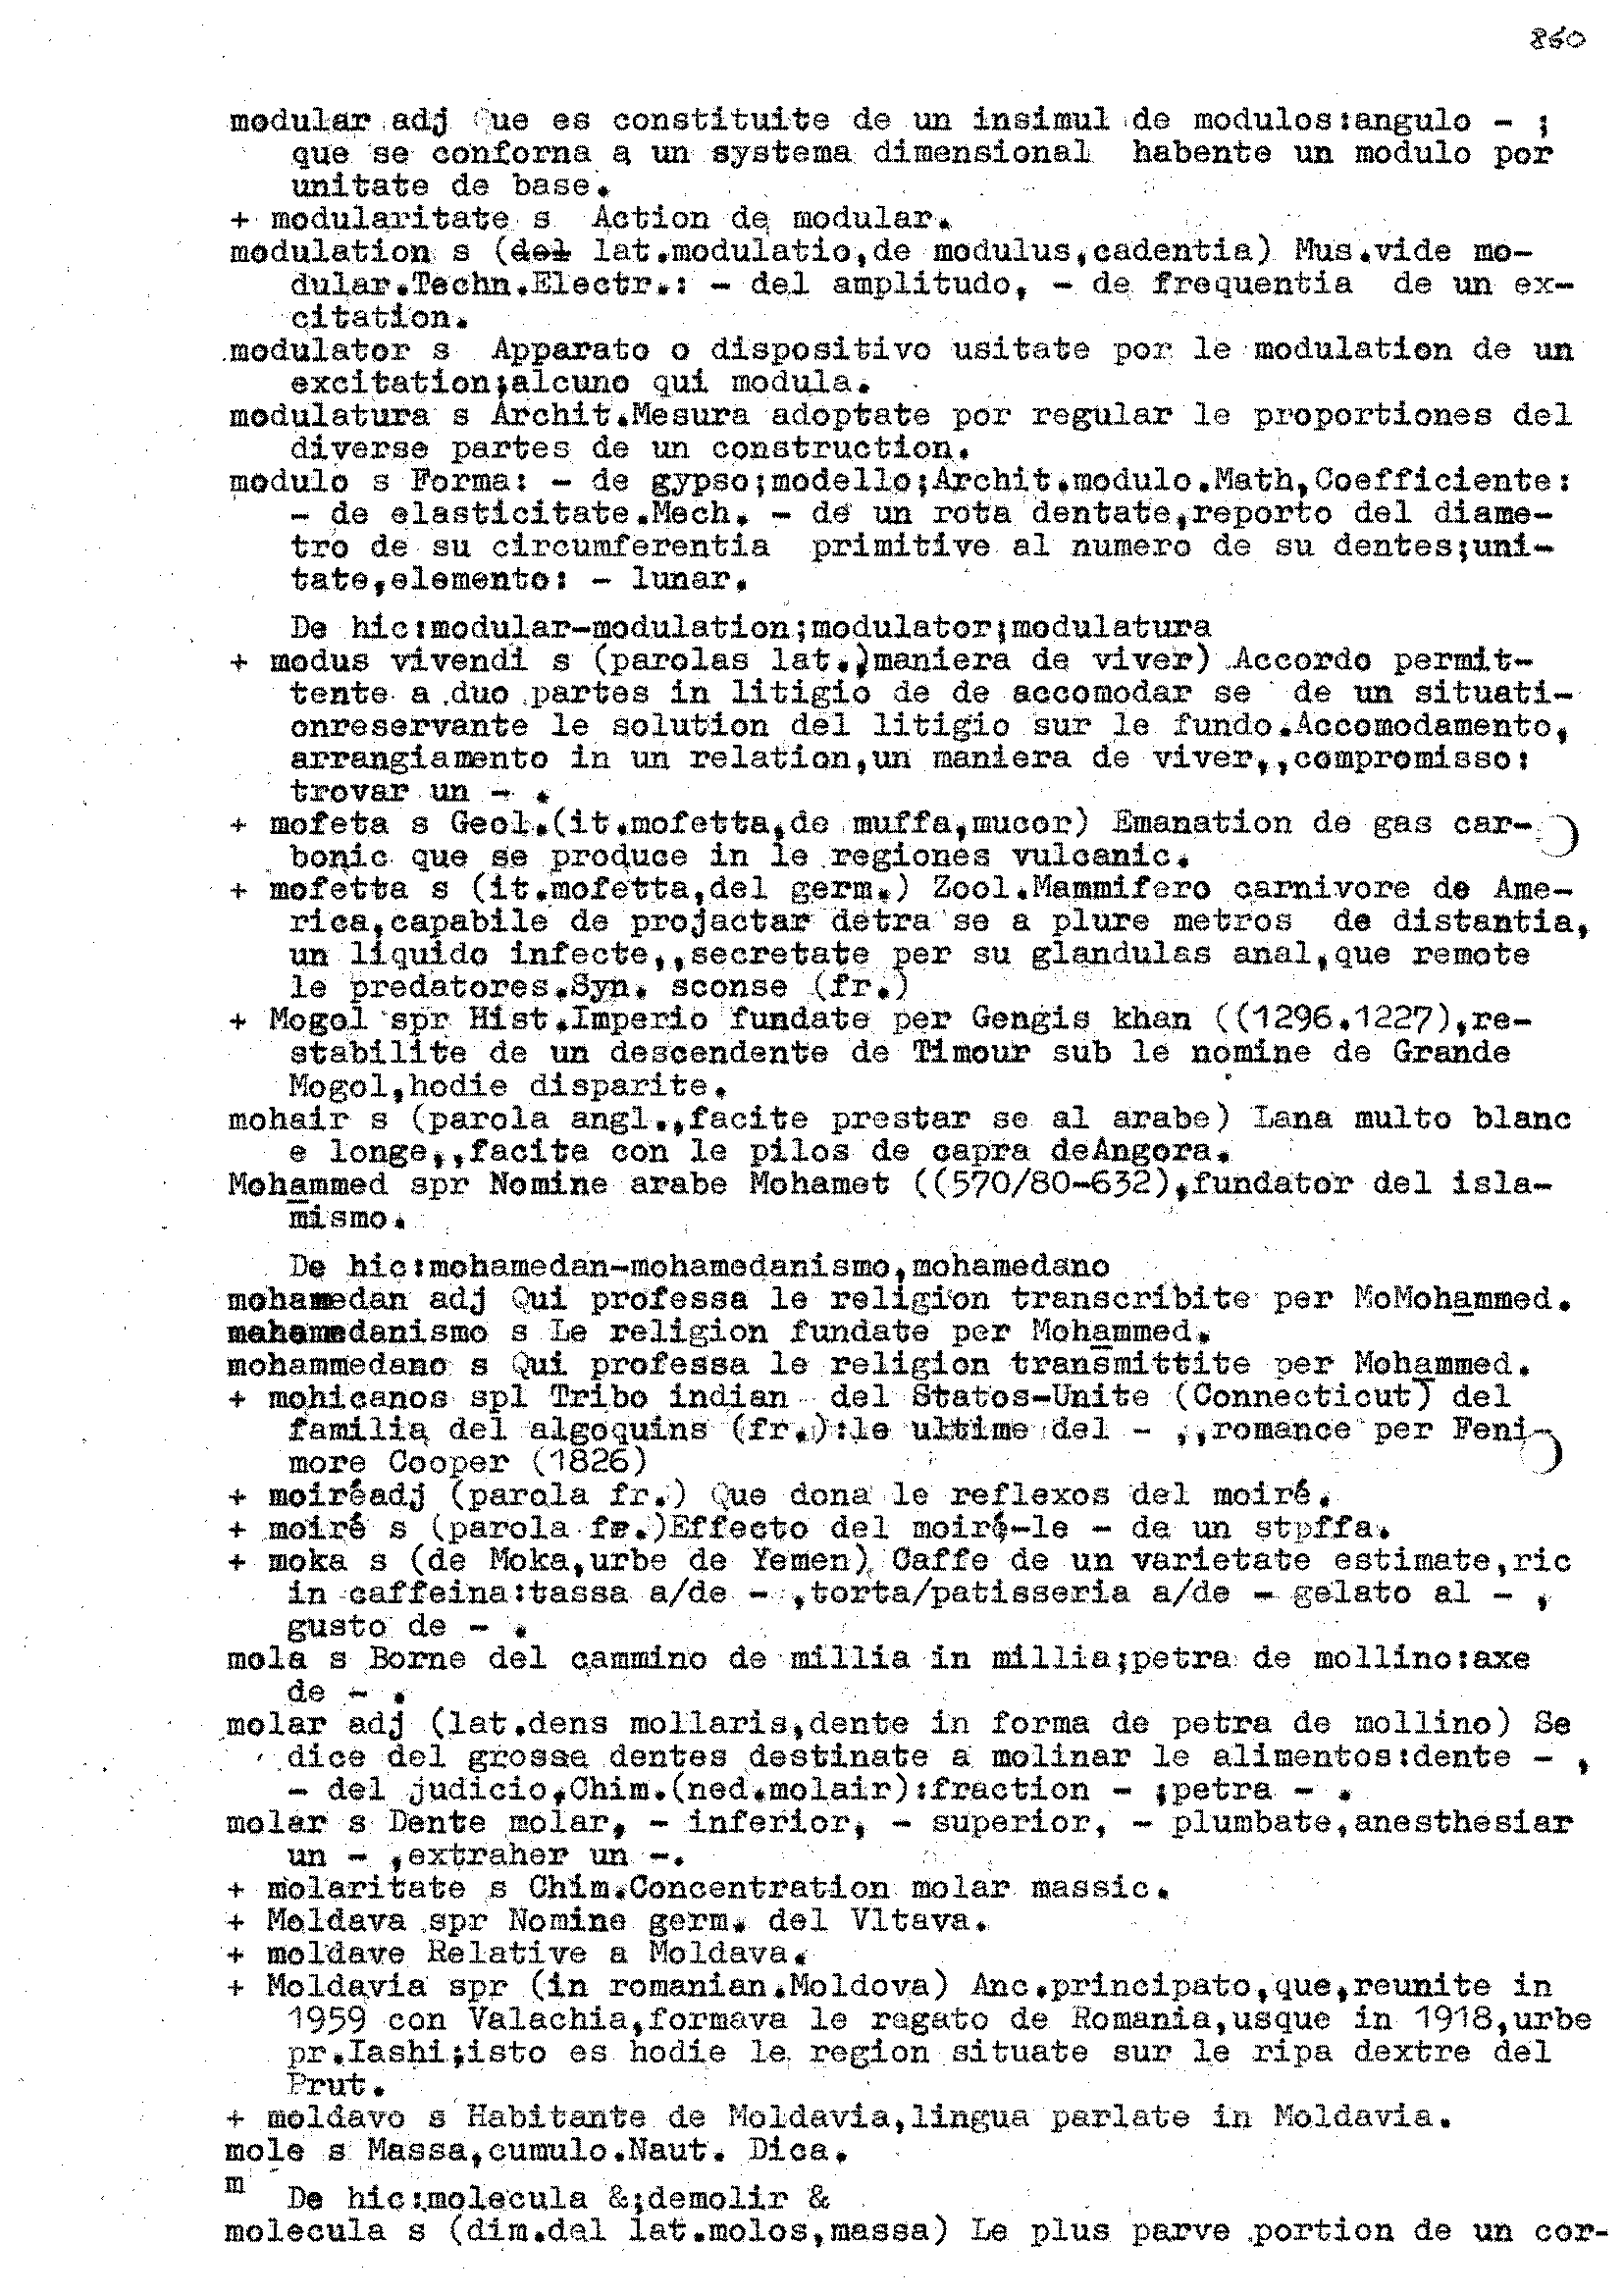 860
modular adj Que es constituite de un insimul de modulos:angulo - ;
que se conforna a un systema dimensional habente un modulo por
unitate de base.
+ modularitate s Action de modular.
modulation s (del lat.modulatio,de modulus,cadentia) Mus.vide mo-
dular.Techn.Electr.: - del amplitudo, - de frequentia de un ex-
citation.
modulator s Apparato o dispositivo usitate por le modulation de un
excitation;alcuno qui modula.
modulatura s Archit.Mesura adoptate por regular le proportiones del
diverse partes de un construction.
modulo s Forma: - de gypso;modello;Archit.modulo.Math,Coefficiente:
- de elasticitate.Mech. - de un rota dentate,reporto del diame-
tro de su circumferentia primitive al numero de su dentes;uni-
tate,elemento: - lunar.
De hic:modular-modulation;modulator;modulatura
+ modus vivendi s (parolas lat.,)maniera de viver) Accordo permit-
tente a duo partes in litigio de de accomodar se de un situati-
onreservante le solution del litigio sur le fundo.Accomodamento,
arrangiamento in un relation,un maniera de viver,,compromisso:
trovar un - .
+ mofeta s Geol.(it.mofetta,de muffa,mucor) Emanation de gas car-
bonic que se produce in le regiones vulcanic.
+ mofetta s (it.mofetta,del germ.) Zool.Mammifero carnivore de Ame-
rica,capabile de projactar detra se a plure metros de distantia,
un liquido infecte,,secretate per su glandulas anal,que remote
le predatores.Syn. sconse (fr.)
+ Mogol spr Hist.Imperio fundate per Gengis khan ((1296.1227),re-
stabilite de un descendente de Timour sub le nomine de Grande
Mogol,hodie disparite.
mohair s (parola angl.,facite prestar se al arabe) Lana multo blanc
e longe,,facite con le pilos de capra deAngora.
Mohammed spr Nomine arabe Mohamet ((570/80-632),fundator del isla-
mismo.
De hic:mohamedan-mohamedanismo,mohamedano
mohamedan adj Qui professa le religion transcribite per MoMohammed.
mahamedanismo s Le religion fundate per Mohammed.
mohammedano s Qui professa le religion transmittite per Mohammed.
+ mohicanos spl Tribo indian del Statos-Unite (Connecticut) del
familia del algoquins (fr.):le ultime del - ,,romance per Feni-
more Cooper (1826)
+ moiréadj (parola fr.) Que dona le reflexos del moiré.
+ moiré s (parola fr.)Effecto del moiré-le - de un stpffa.
+ moka s (de Moka,urbe de Yemen) Caffe de un varietate estimate,ric
in caffeina:tassa a/de - ,torta/patisseria a/de - gelato al - ,
gusto de - .
mola s Borne del cammino de millia in millia;petra de mollino:axe
de - .
molar adj (lat.dens mollaris,dente in forma de petra de mollino) Se
dice del grosse dentes destinate a molinar le alimentos:dente - ,
- del judicio,Chim.(ned.molair):fraction - ;petra - .
molar s Dente molar, - inferior, - superior, - plumbate,anesthesiar
un - ,extraher un -.
+ molaritate s Chim.Concentration molar massic.
+ Moldava spr Nomine germ. del Vltava.
+ moldave Relative a Moldava.
+ Moldavia spr (in romanian.Moldova) Anc.principato,que,reunite in
1959 con Valachia,formava le regato de Romania,usque in 1918,urbe
pr.Iashi;isto es hodie le region situate sur le ripa dextre del
Prut.
+ moldavo s Habitante de Moldavia,lingua parlate in Moldavia.
mole s Massa,cumulo.Naut. Dica.
m
De hic:molecula &;demolir &
molecula s (dim.dal lat.molos,massa) Le plus parve portion de un cor-